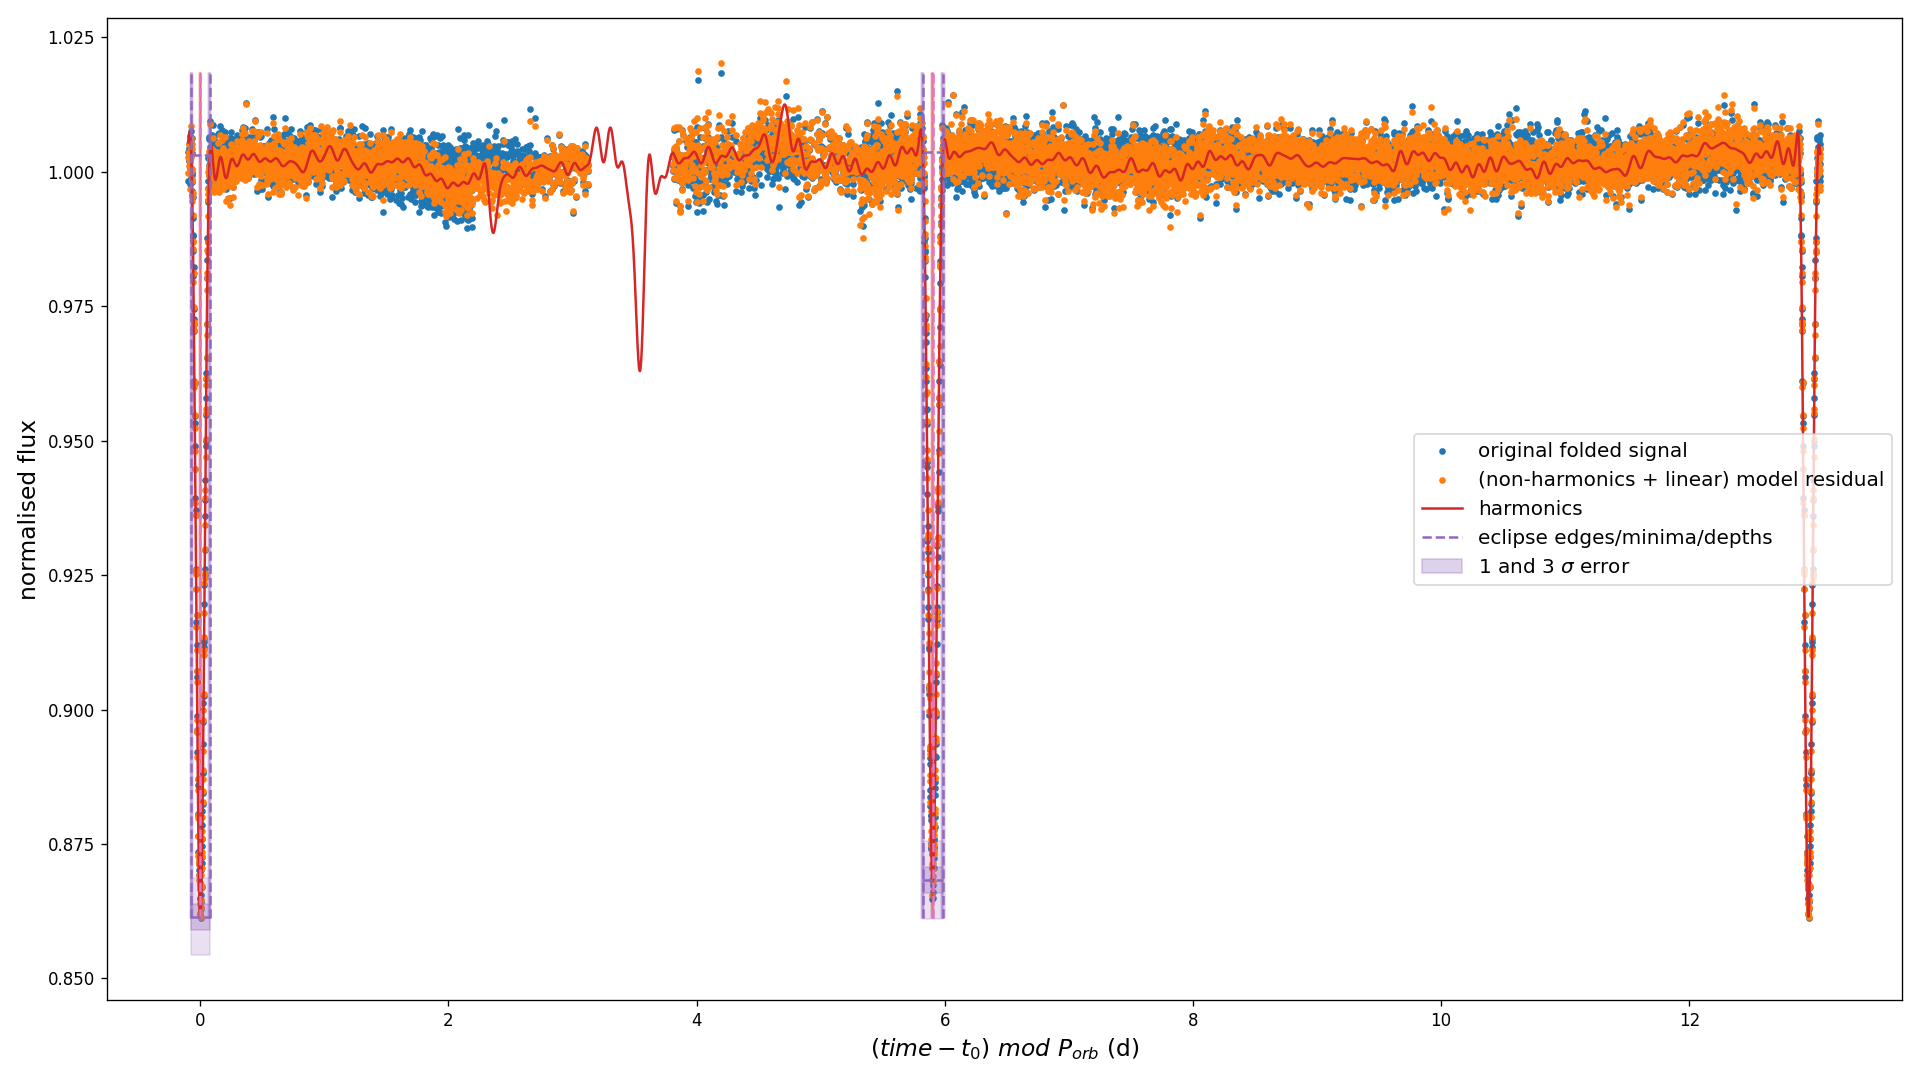 1.025
1.000
0.975
0.950
0.925
0.900
0.875
0.850
normalised flux
original folded signal
(non-harmonics + linear) model residual
harmonics
eclipse edges/minima/depths
1 and 3 σ error
0 2 4 6 8 10 12
(time − t₀) mod P_orb (d)